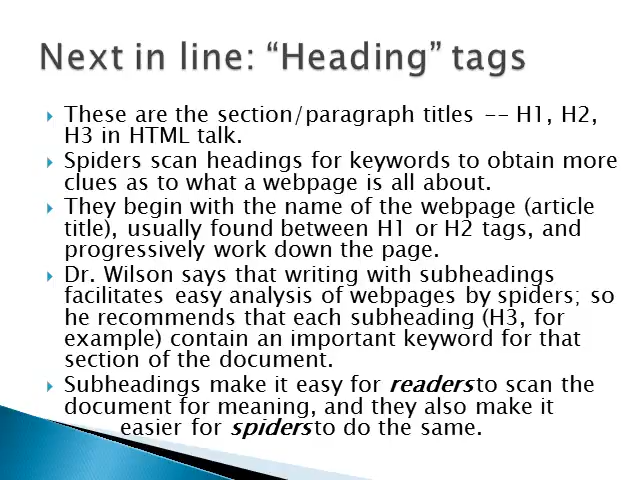 Next in line: “Heading” tags
These are the section/paragraph titles -- H1, H2,
H3 in HTML talk.
Spiders scan headings for keywords to obtain more
clues as to what a webpage is all about.
They begin with the name of the webpage (article
title), usually found between H1 or H2 tags, and
progressively work down the page.
Dr. Wilson says that writing with subheadings
facilitates easy analysis of webpages by spiders; so
he recommends that each subheading (H3, for
example) contain an important keyword for that
section of the document.
Subheadings make it easy for readers to scan the
document for meaning, and they also make it
easier for spiders to do the same.